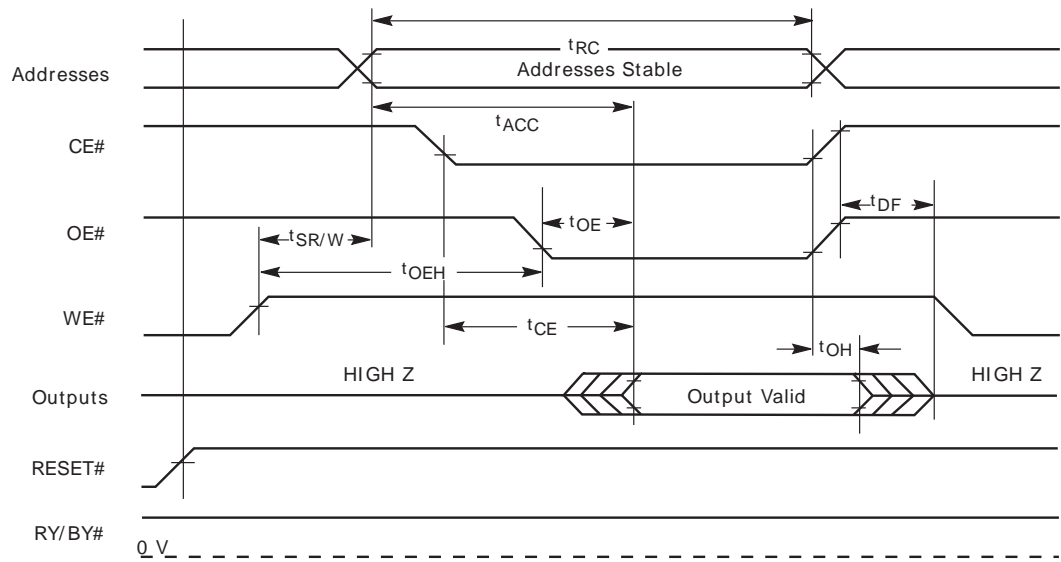 tRC
Addresses
Addresses Stable
tACC
CE#
tDF
OE#
tOE
tSR/W
tOEH
WE#
tCE
tOH
HIGH Z
HIGH Z
Outputs
Output Valid
RESET#
RY/BY#
0 V